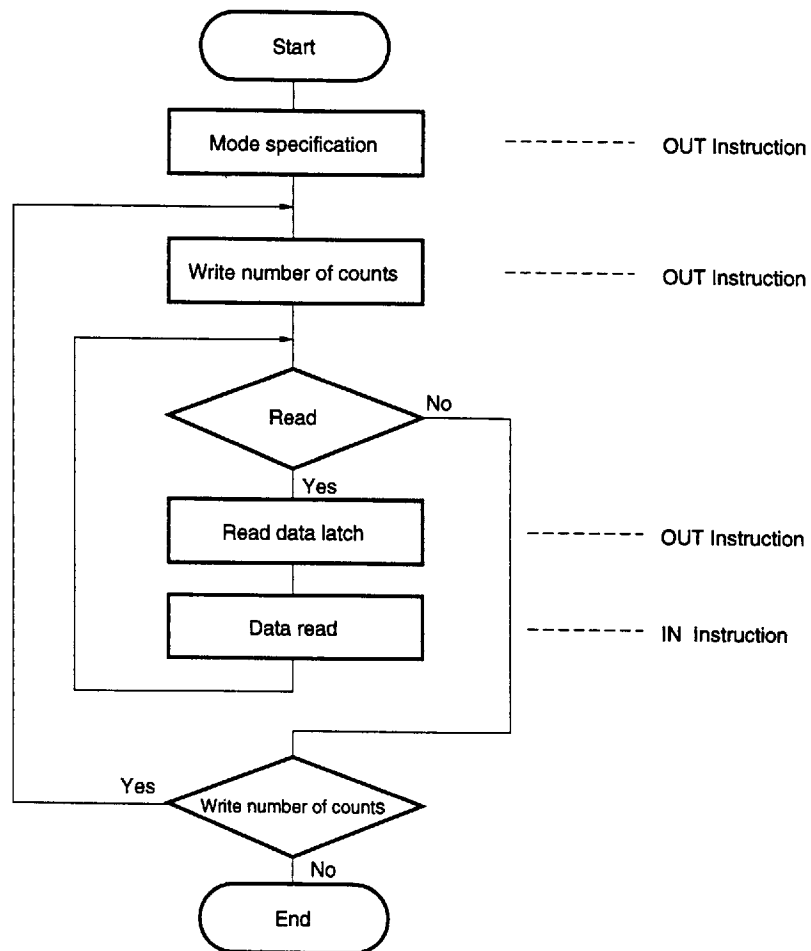 Start
Mode specification
OUT Instruction
Write number of counts
OUT Instruction
Read
No
Yes
Read data latch
OUT Instruction
Data read
IN Instruction
Yes
Write number of counts
No
End